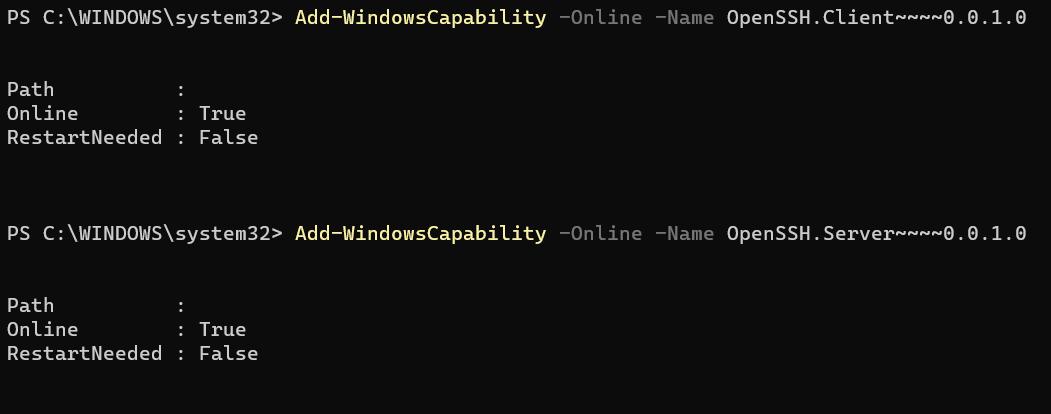 PS C:\WINDOWS\system32> Add-WindowsCapability -Online -Name OpenSSH.Client~~~~0.0.1.0
Path          :
Online        : True
RestartNeeded : False
PS C:\WINDOWS\system32> Add-WindowsCapability -Online -Name OpenSSH.Server~~~~0.0.1.0
Path          :
Online        : True
RestartNeeded : False